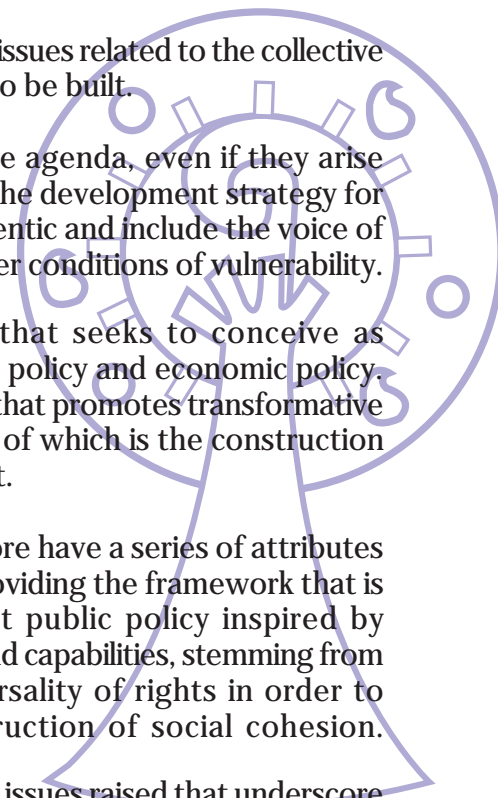 issues related to the collective
o be built.
e agenda, even if they arise
he development strategy for
entic and include the voice of
er conditions of vulnerability.
that seeks to conceive as
policy and economic policy.
that promotes transformative
of which is the construction
t.
ore have a series of attributes
oviding the framework that is
t public policy inspired by
d capabilities, stemming from
rsality of rights in order to
ruction of social cohesion.
issues raised that underscore